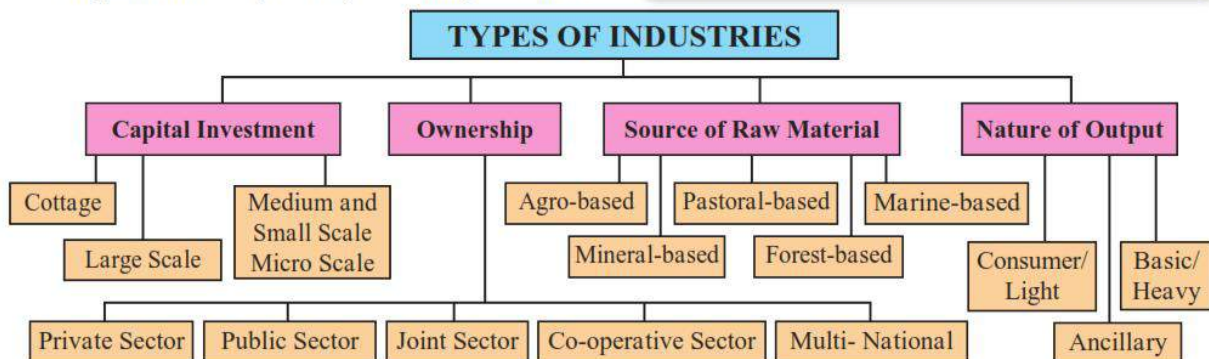 TYPES OF INDUSTRIES
Capital Investment
Ownership
Source of Raw Material
Nature of Output
Cottage
Large Scale
Medium and
Small Scale
Micro Scale
Agro-based
Mineral-based
Pastoral-based
Forest-based
Marine-based
Consumer/
Light
Ancillary
Basic/
Heavy
Private Sector
Public Sector
Joint Sector
Co-operative Sector
Multi- National